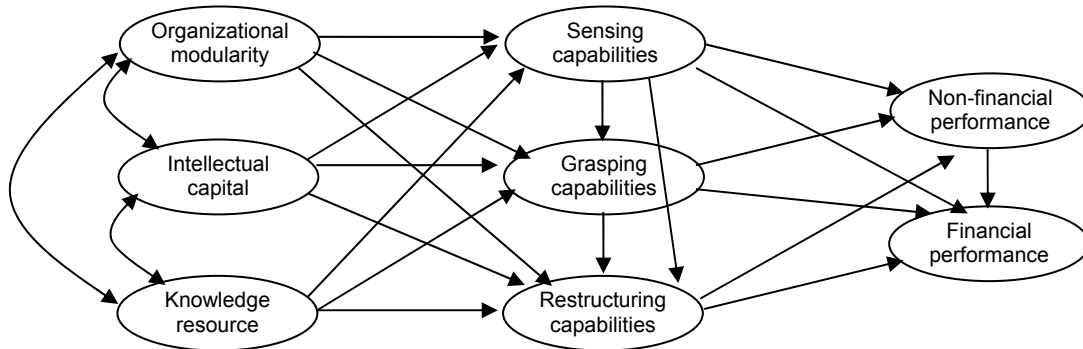 Organizational
modularity
Sensing
capabilities
Non-financial
performance
Intellectual
capital
Grasping
capabilities
Financial
performance
Knowledge
resource
Restructuring
capabilities